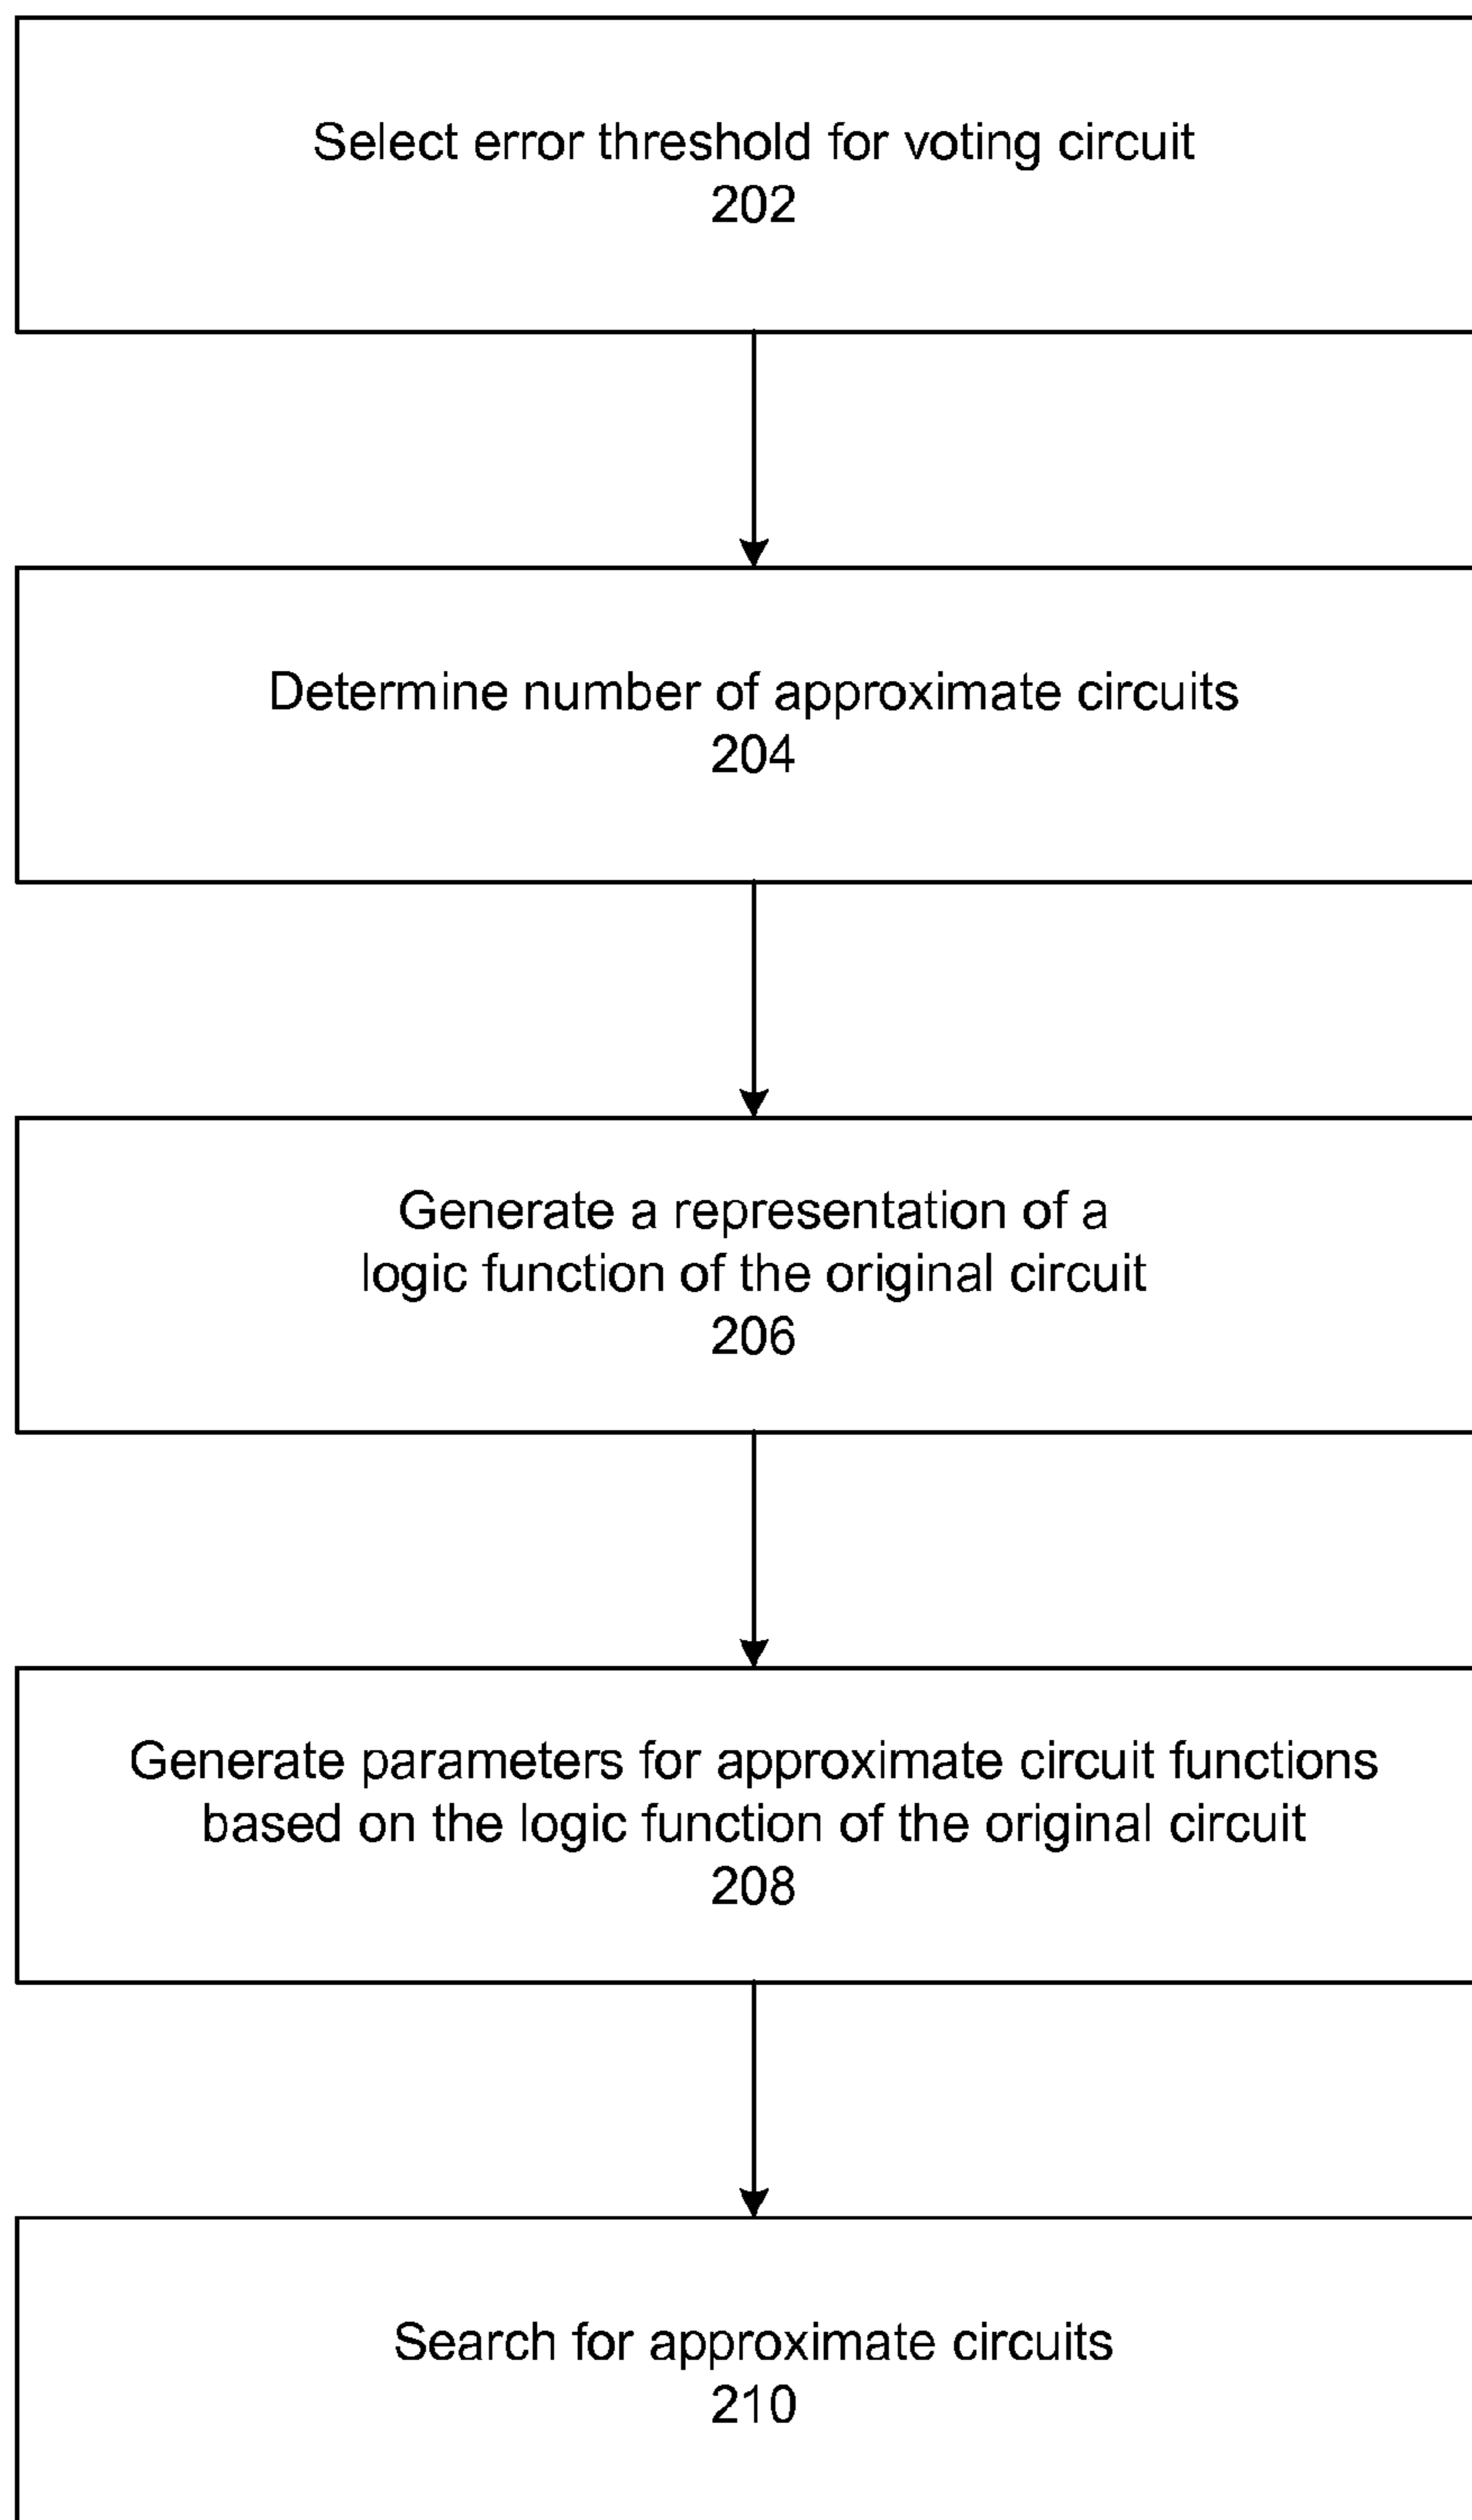 Select error threshold for voting circuit
202
Determine number of approximate circuits
204
Generate a representation of a
logic function of the original circuit
206
Generate parameters for approximate circuit functions
based on the logic function of the original circuit
208
Search for approximate circuits
210